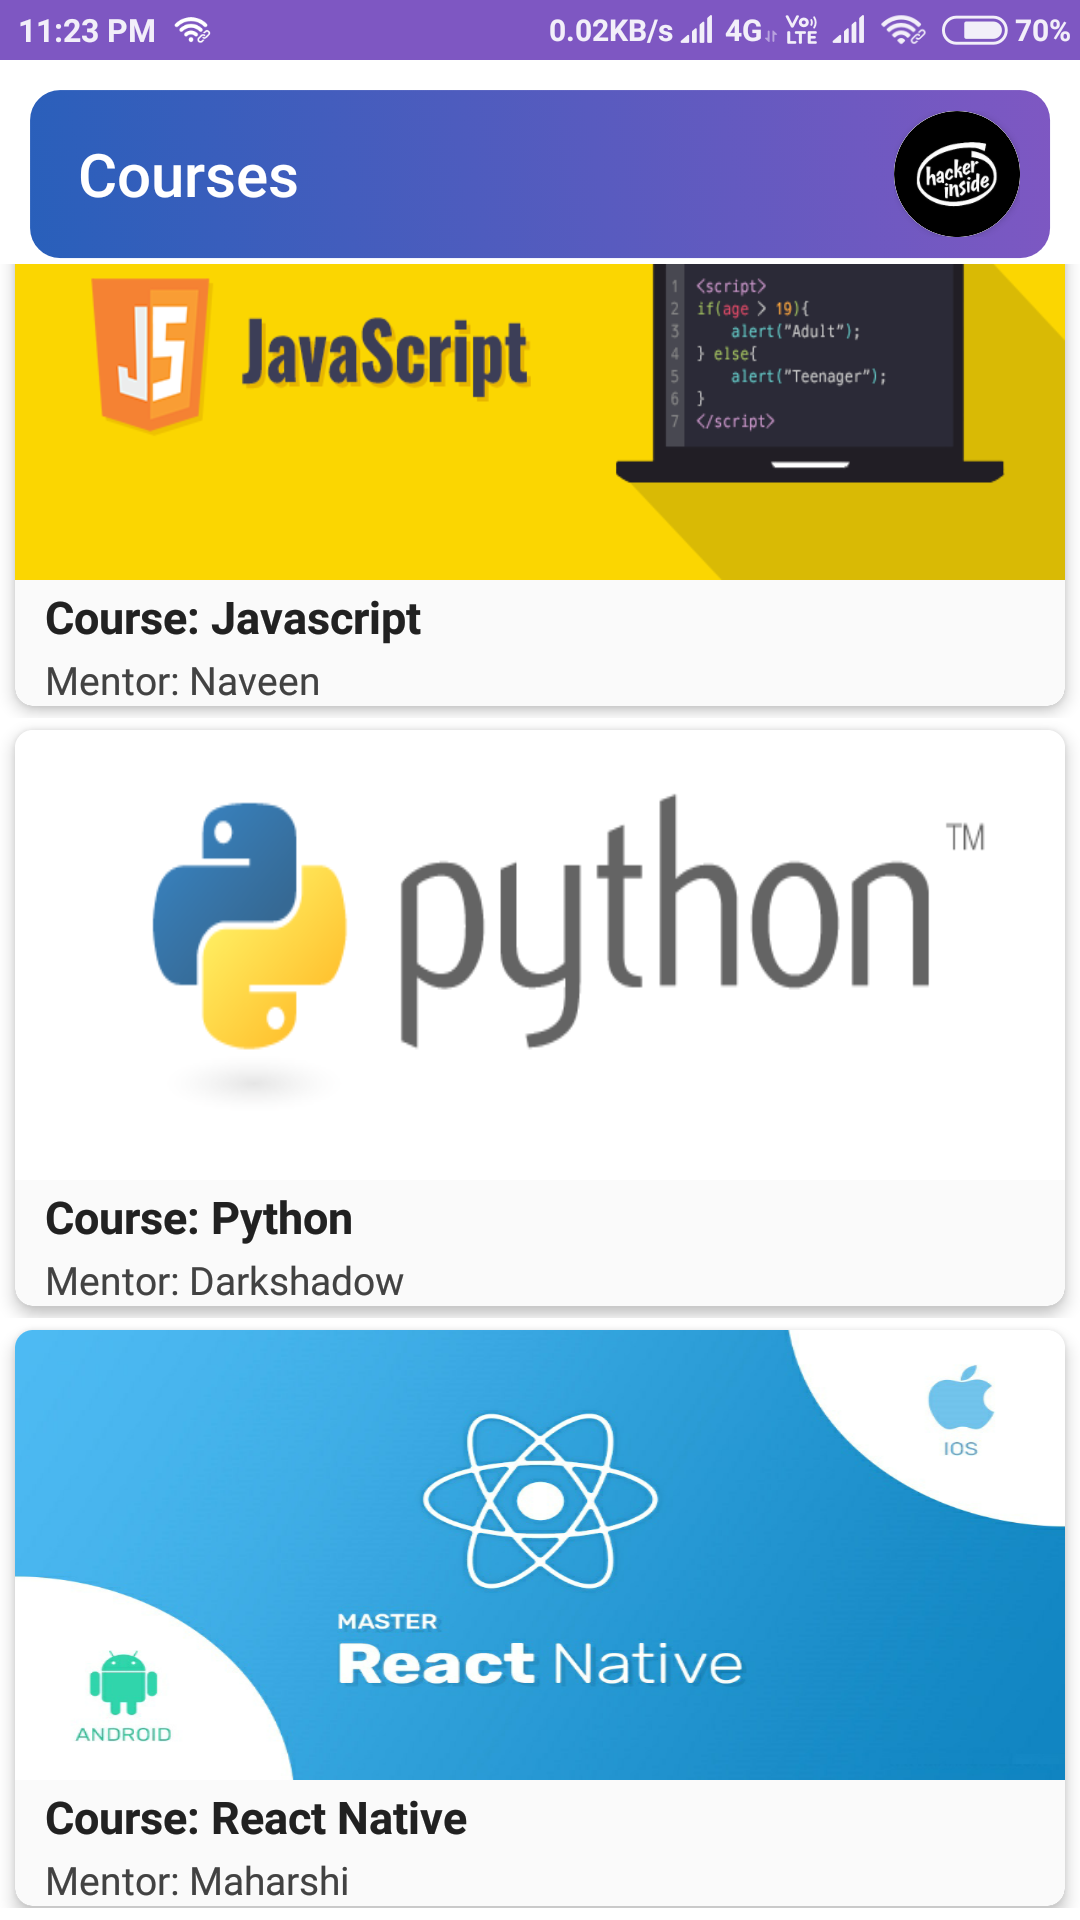 11:23 PM 0.02KB/s 4G VoLTE 70%
Courses
hacker
inside
JS JavaScript
1 <script>
2 if(age > 19){
3 alert("Adult");
4 } else{
5 alert("Teenager");
6 }
7 </script>
Course: Javascript
Mentor: Naveen
python TM
Course: Python
Mentor: Darkshadow
IOS
MASTER
React Native
ANDROID
Course: React Native
Mentor: Maharshi